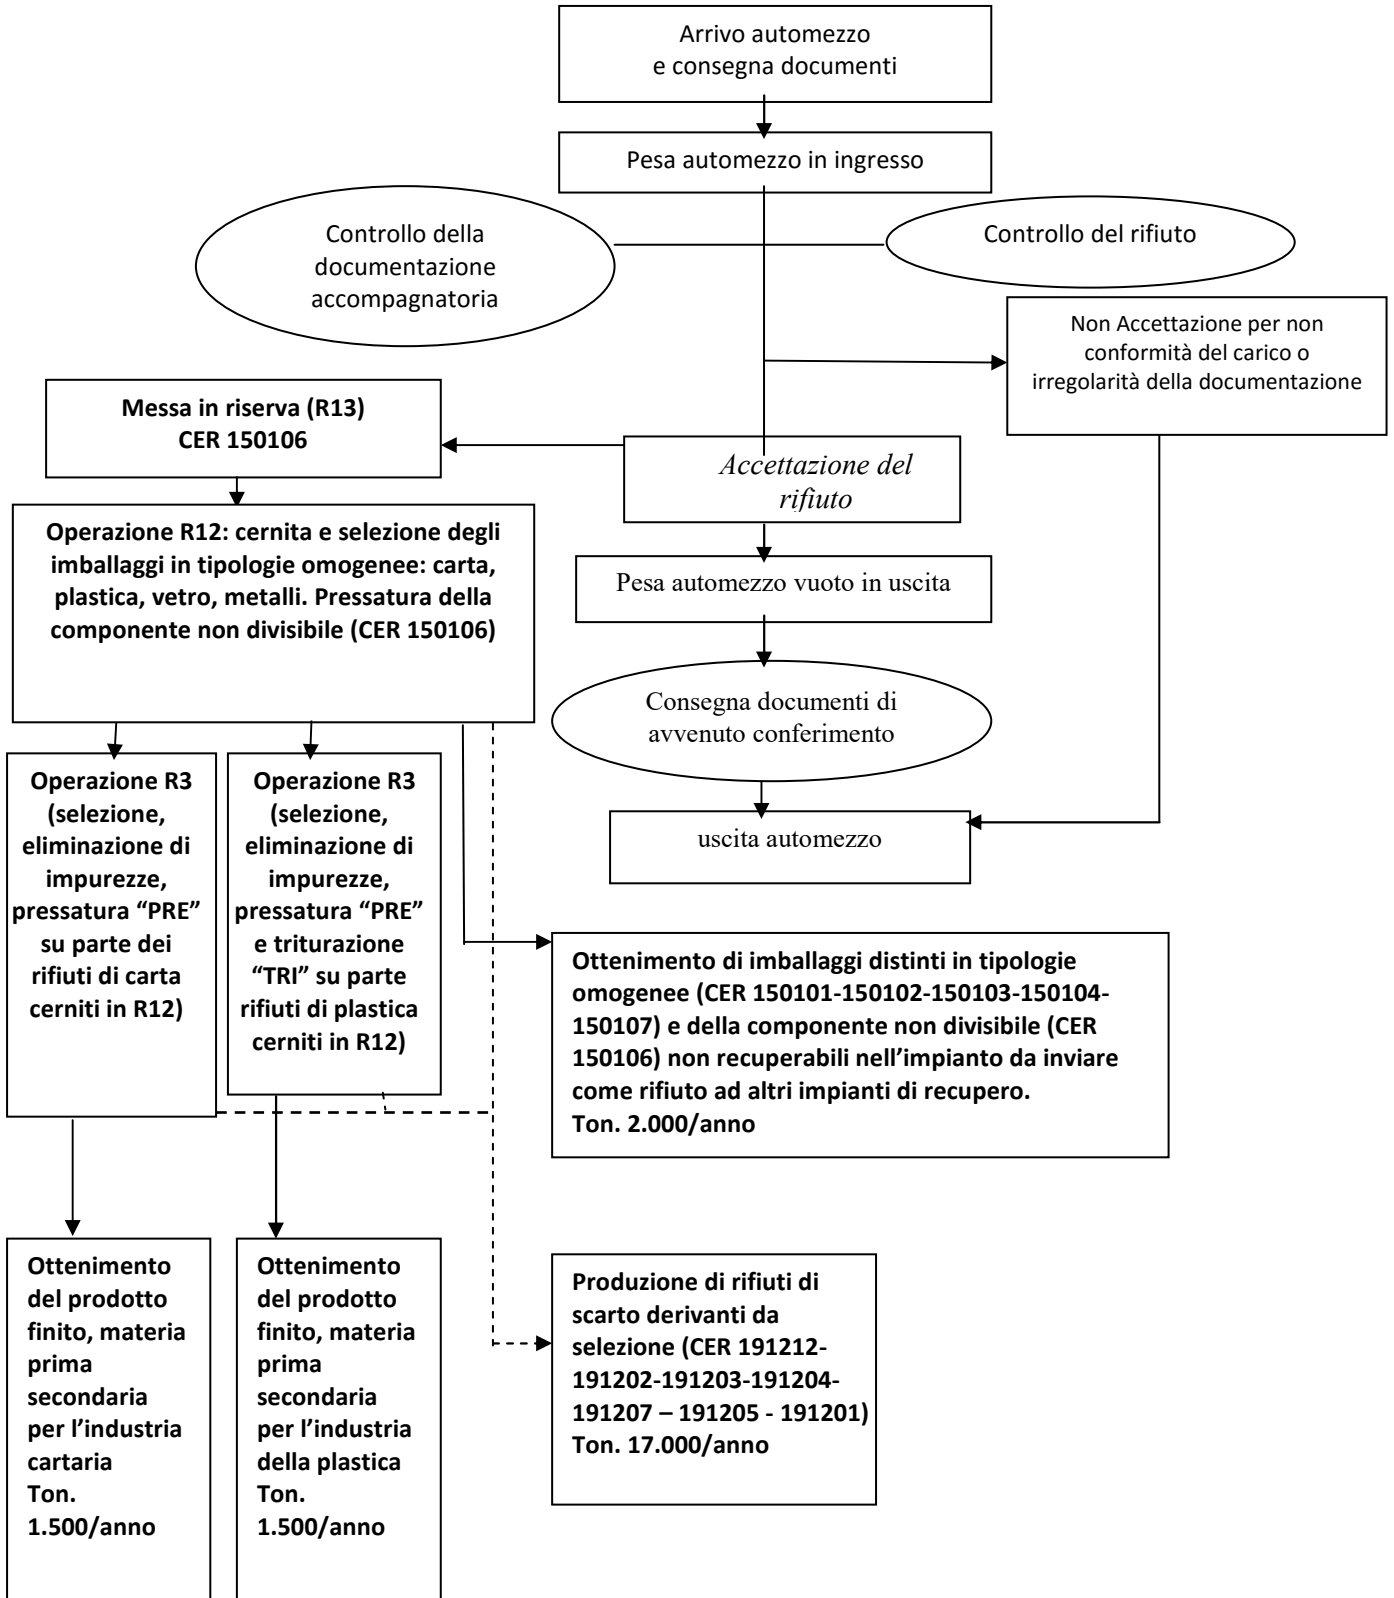 Arrivo automezzo
e consegna documenti
Pesa automezzo in ingresso
Controllo della
documentazione
accompagnatoria
Controllo del rifiuto
Non Accettazione per non
conformità del carico o
irregolarità della documentazione
Messa in riserva (R13)
CER 150106
Accettazione del
rifiuto
Operazione R12: cernita e selezione degli
imballaggi in tipologie omogenee: carta,
plastica, vetro, metalli. Pressatura della
componente non divisibile (CER 150106)
Pesa automezzo vuoto in uscita
Consegna documenti di
avvenuto conferimento
uscita automezzo
Operazione R3
(selezione,
eliminazione di
impurezze,
pressatura “PRE”
su parte dei
rifiuti di carta
cerniti in R12)
Operazione R3
(selezione,
eliminazione di
impurezze,
pressatura “PRE”
e triturazione
“TRI” su parte
rifiuti di plastica
cerniti in R12)
Ottenimento di imballaggi distinti in tipologie
omogenee (CER 150101-150102-150103-150104-
150107) e della componente non divisibile (CER
150106) non recuperabili nell’impianto da inviare
come rifiuto ad altri impianti di recupero.
Ton. 2.000/anno
Ottenimento
del prodotto
finito, materia
prima
secondaria
per l’industria
cartaria
Ton.
1.500/anno
Ottenimento
del prodotto
finito, materia
prima
secondaria
per l’industria
della plastica
Ton.
1.500/anno
Produzione di rifiuti di
scarto derivanti da
selezione (CER 191212-
191202-191203-191204-
191207 – 191205 - 191201)
Ton. 17.000/anno